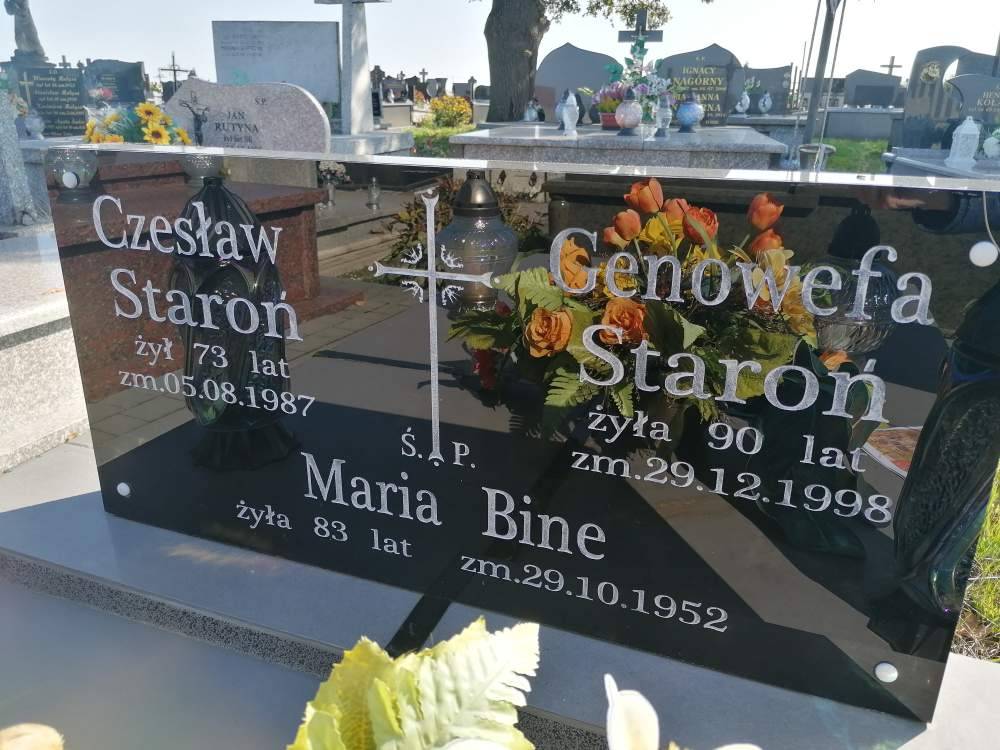 Czesław
Staroń
żył 73 lat
zm.05.08.1987
Genowefa
Staroń
żyła 90 lat
zm.29.12.1998
Ś. P.
Maria Bine
żyła 83 lat zm.29.10.1952
Ś.P.
JAN
RUTYNA
IGNACY
NAGÓRNY